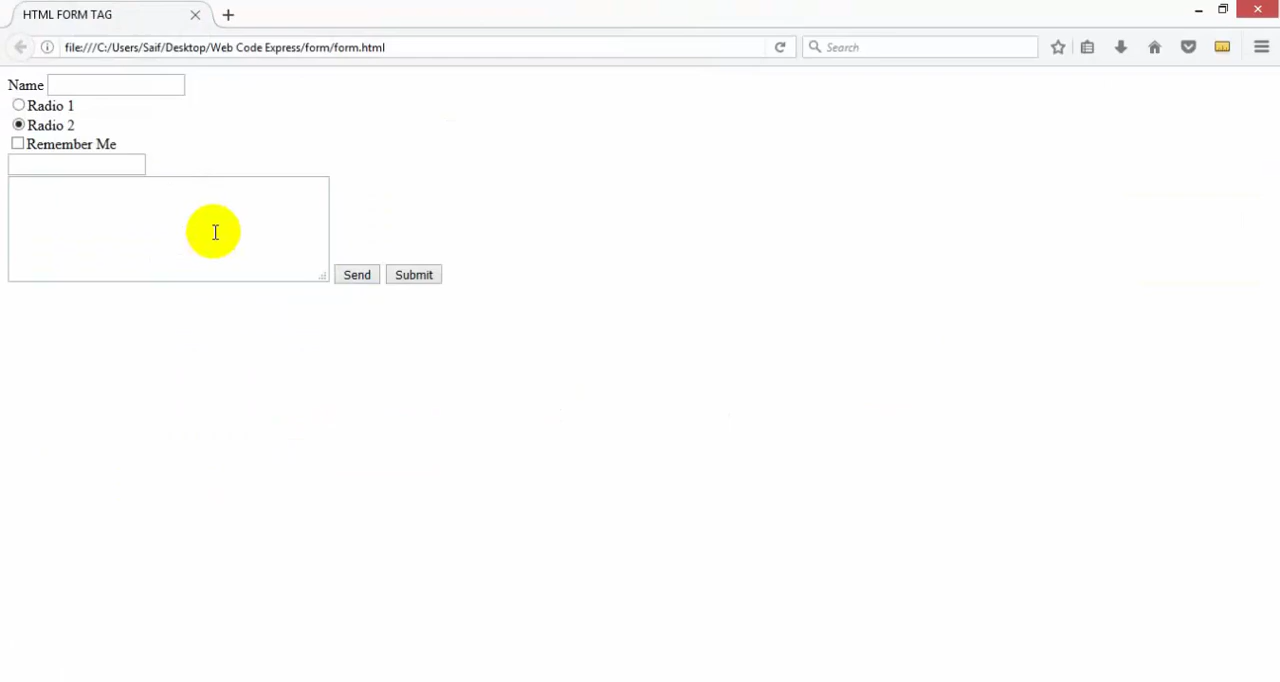 HTML FORM TAG
file:///C:/Users/Saif/Desktop/Web Code Express/form/form.html
Search
Name
Radio 1
Radio 2
Remember Me
Send Submit